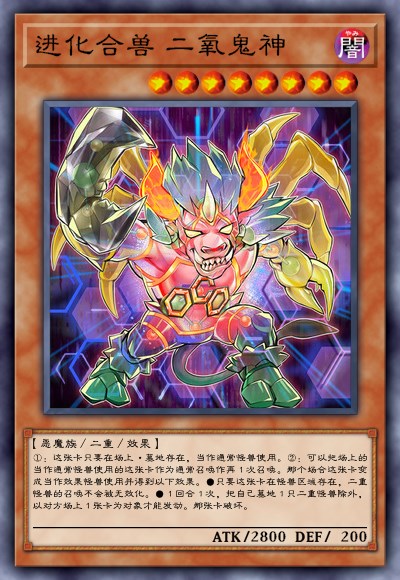 进化合兽 二氧鬼神
やみ
闇
【恶魔族／二重／效果】
①：这张卡只要在场上・墓地存在，当作通常怪兽使用。②：可以把场上的
当作通常怪兽使用的这张卡作为通常召唤作再1次召唤。那个场合这张卡变
成当作效果怪兽使用并得到以下效果。●只要这张卡在怪兽区域存在，二重
怪兽的召唤不会被无效化。●1回合1次，把自己墓地1只二重怪兽除外，
以对方场上1张卡为对象才能发动。那张卡破坏。
ATK/2800 DEF/ 200